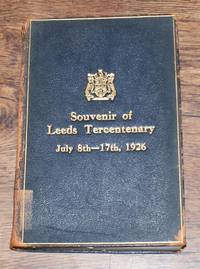 Souvenir of
Leeds Tercentenary
July 8th—17th, 1926